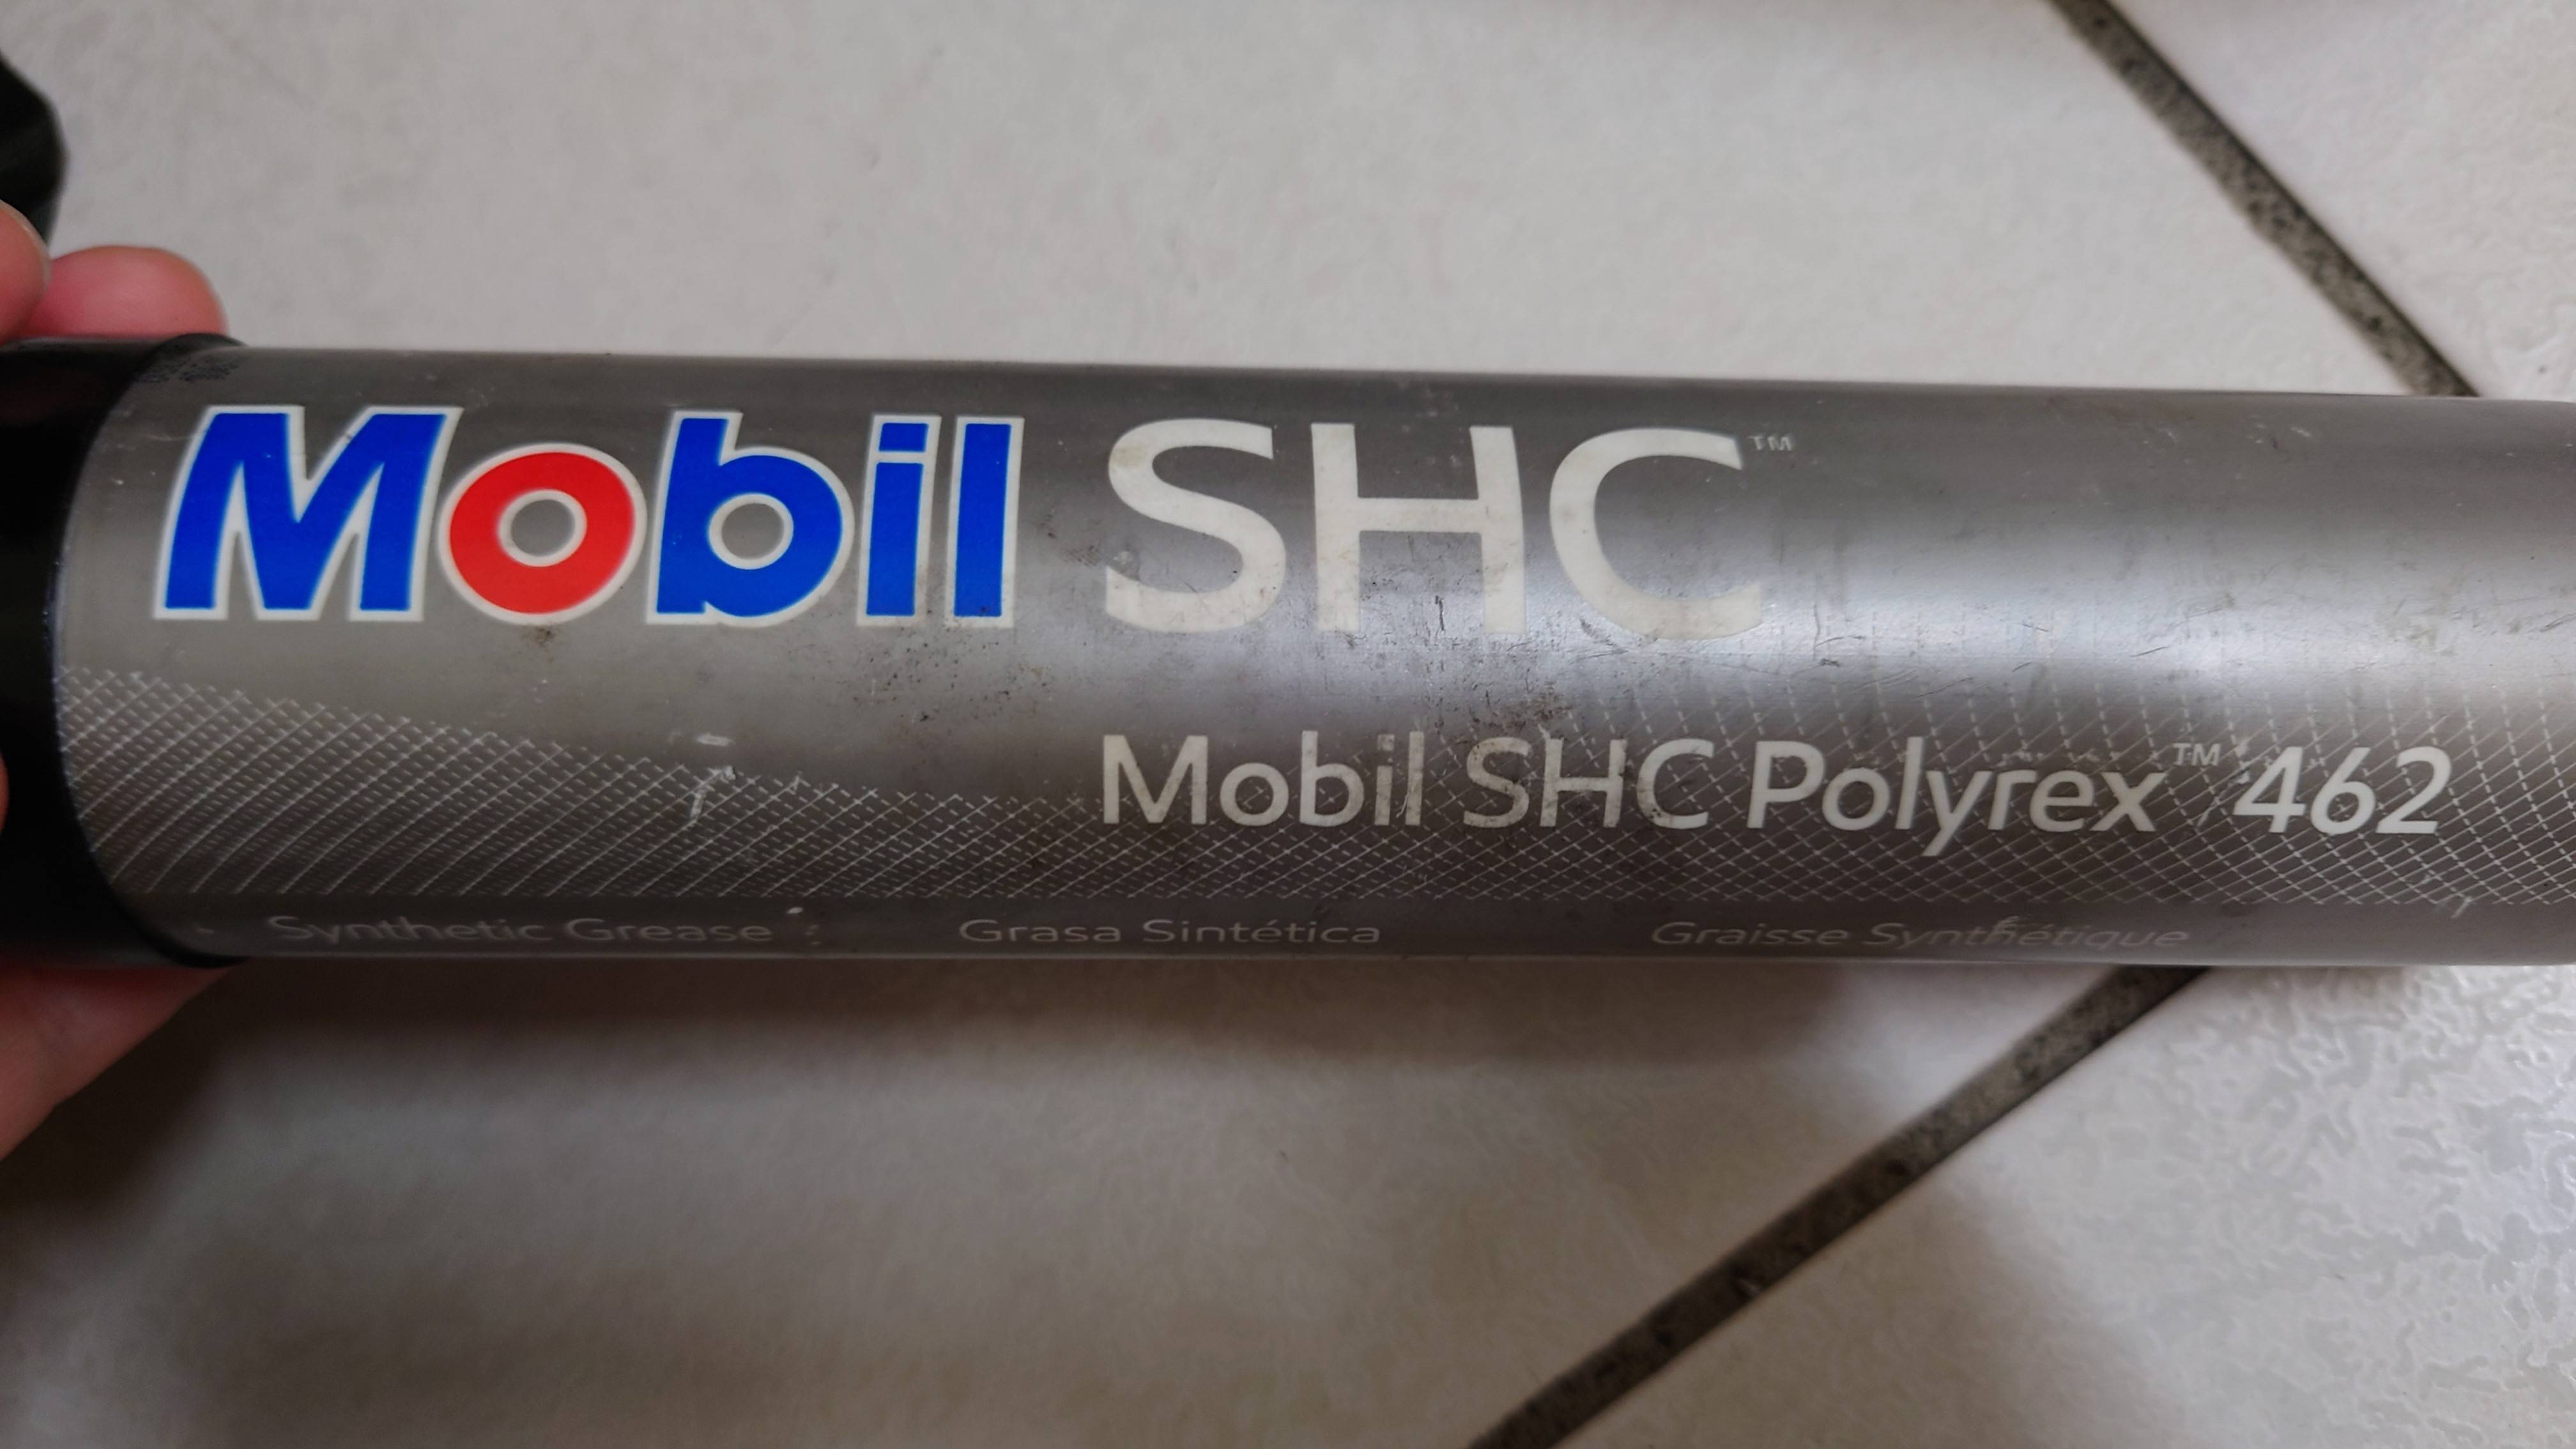 Mobil SHC™
Mobil SHC Polyrex™ 462
Synthetic Grease Grasa Sintética Graisse Synthétique